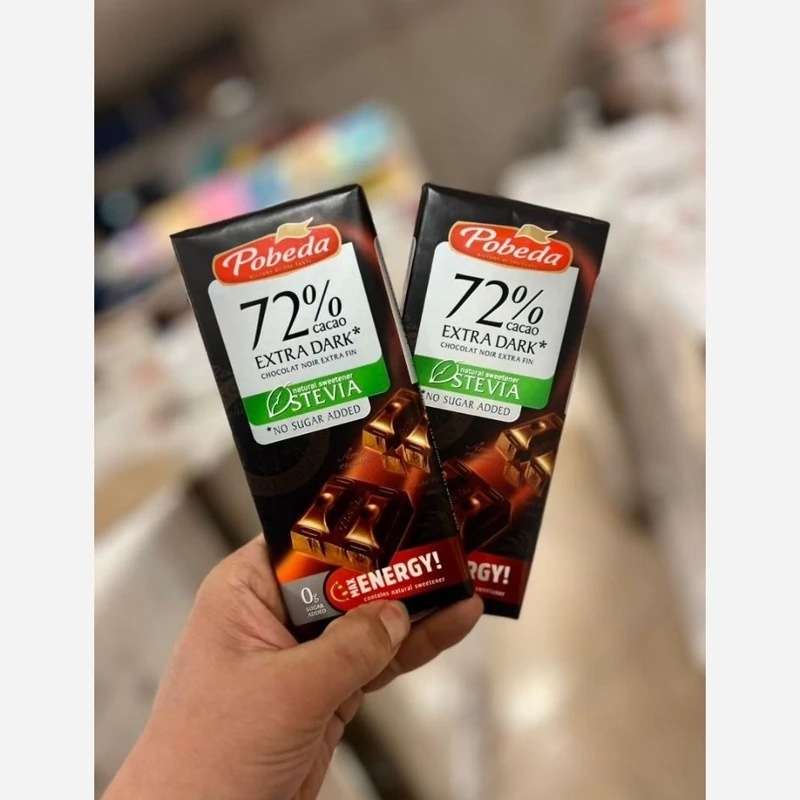 Pobeda
72%
cacao
EXTRA DARK*
CHOCOLAT NOIR EXTRA FIN
natural sweetener
STEVIA
*NO SUGAR ADDED
0g
SUGAR
ADDED
MAX
ENERGY!
contains natural sweetener
Pobeda
72%
cacao
EXTRA DARK*
CHOCOLAT NOIR EXTRA FIN
natural sweetener
STEVIA
*NO SUGAR ADDED
RGY!